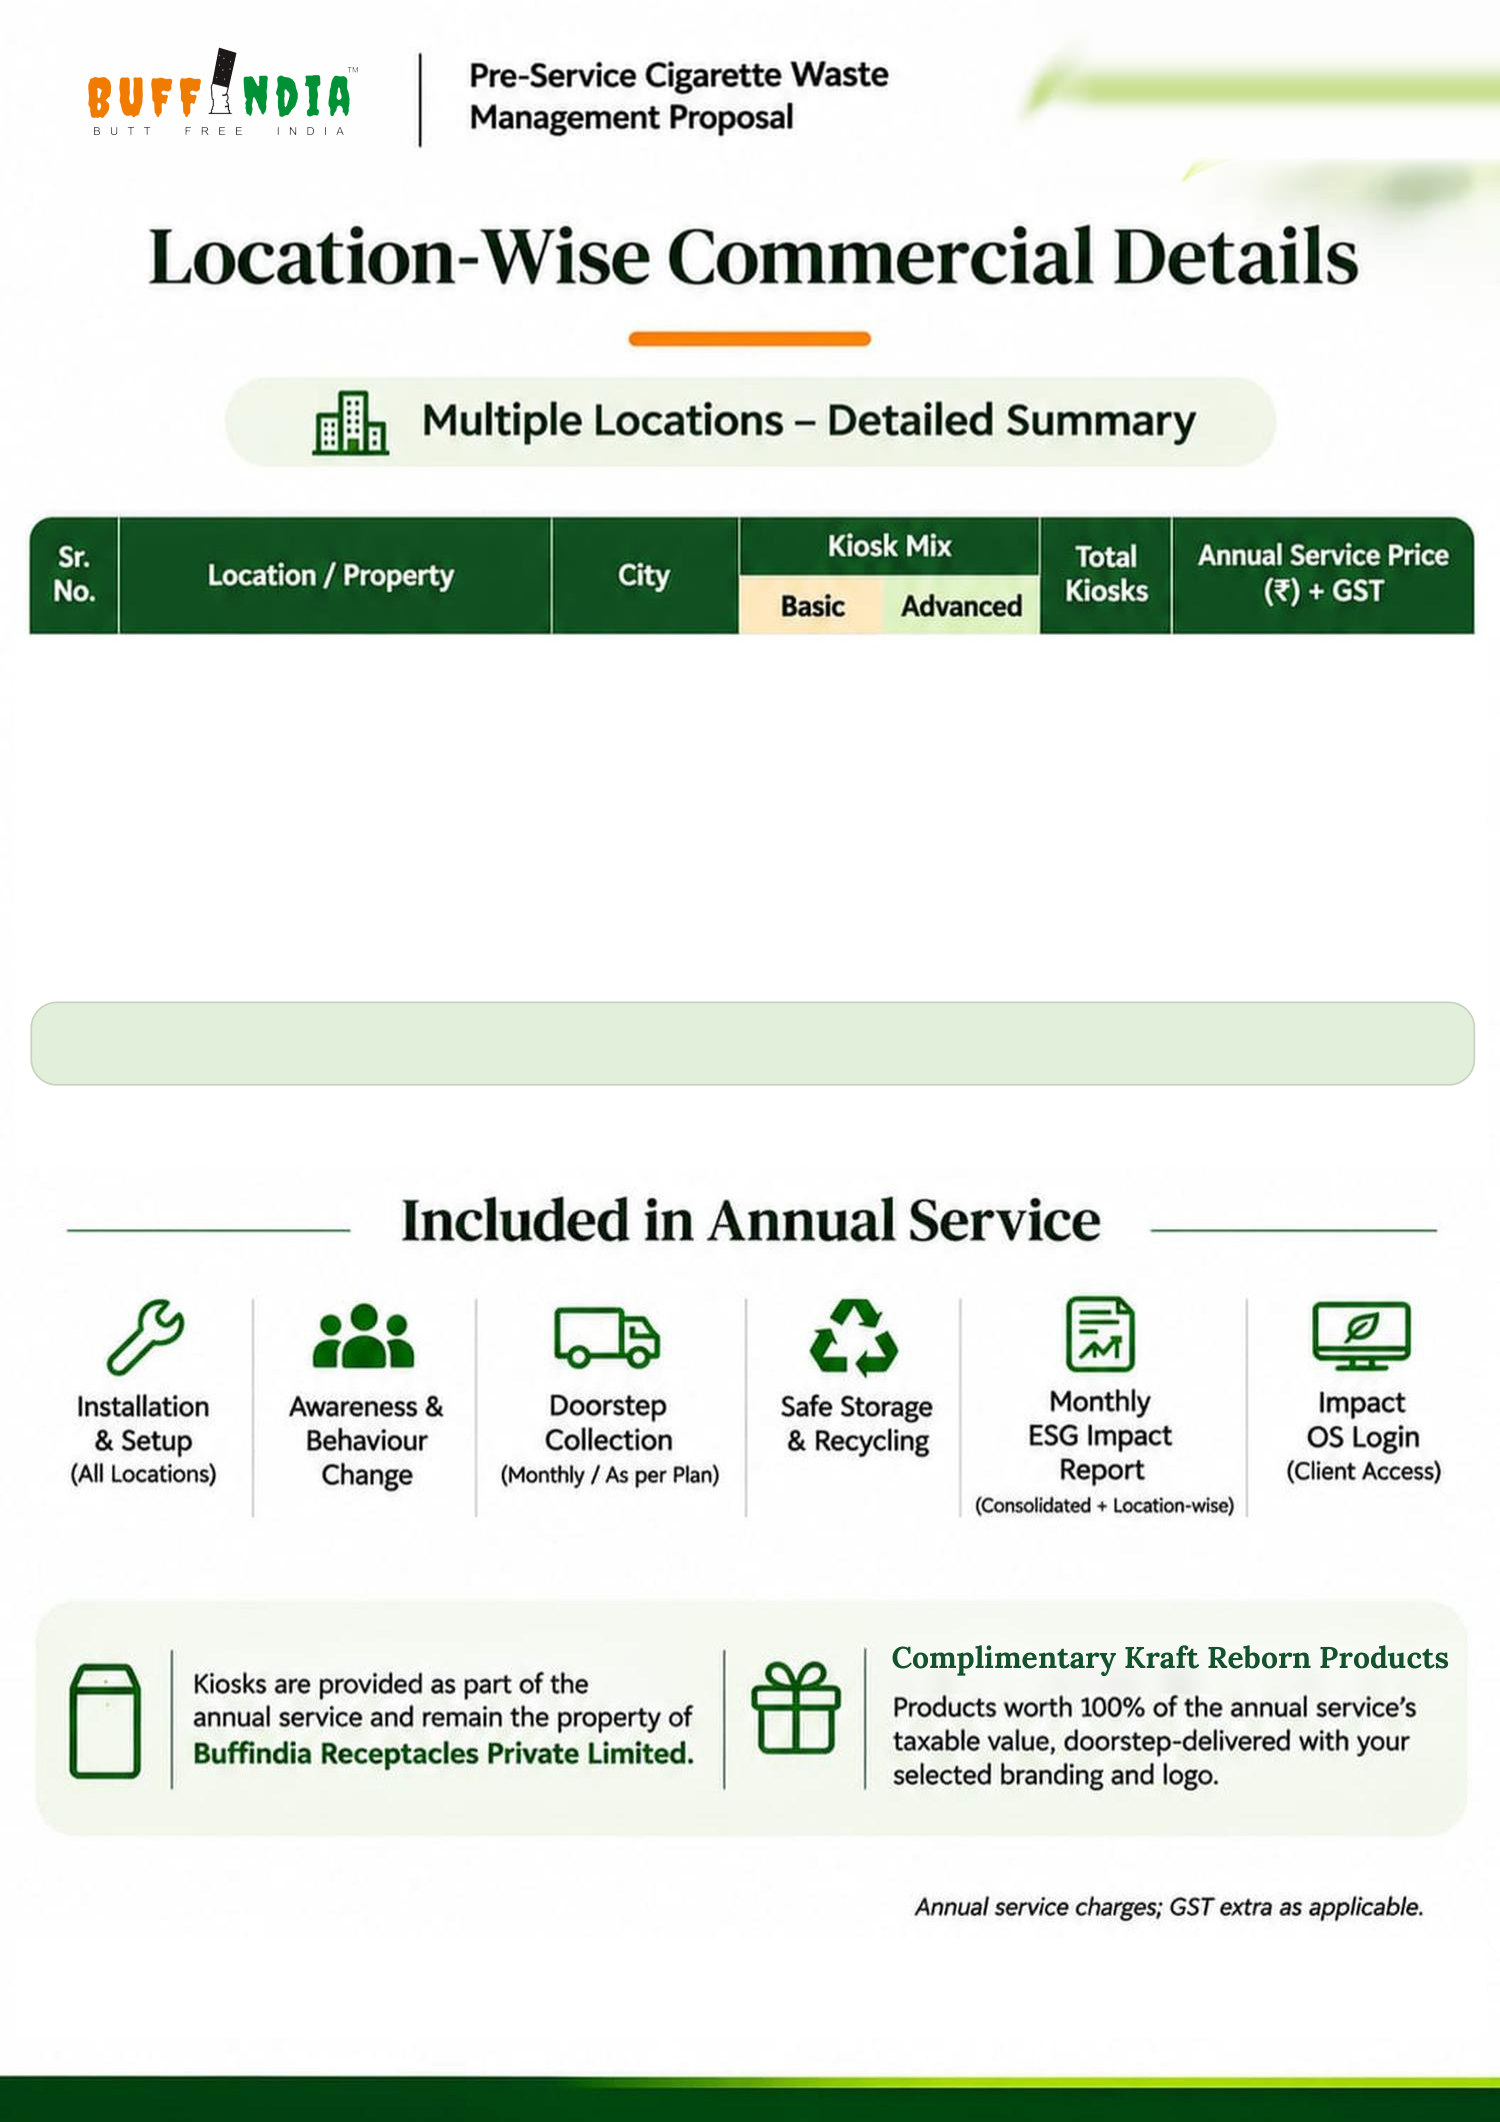 BUFFINDIA™
BUTT FREE INDIA
Pre-Service Cigarette Waste
Management Proposal
Location-Wise Commercial Details
Multiple Locations – Detailed Summary
Sr.
No.
Location / Property
City
Kiosk Mix
Basic
Advanced
Total
Kiosks
Annual Service Price
(₹) + GST
Included in Annual Service
Installation
& Setup
(All Locations)
Awareness &
Behaviour
Change
Doorstep
Collection
(Monthly / As per Plan)
Safe Storage
& Recycling
Monthly
ESG Impact
Report
(Consolidated + Location-wise)
Impact
OS Login
(Client Access)
Kiosks are provided as part of the
annual service and remain the property of
Buffindia Receptacles Private Limited.
Complimentary Kraft Reborn Products
Products worth 100% of the annual service's
taxable value, doorstep-delivered with your
selected branding and logo.
Annual service charges; GST extra as applicable.